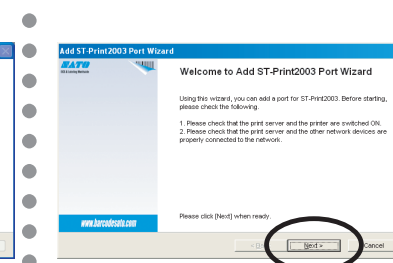 Add ST-Print2003 Port Wizard
SATO
Welcome to Add ST-Print2003 Port Wizard
Using this wizard, you can add a port for ST-Print2003. Before starting,
please check the following.
1. Please check that the print server and the printer are switched ON.
2. Please check that the print server and the other network devices are
properly connected to the network.
Please click [Next] when ready.
www.barcodesato.com
Next >
Cancel